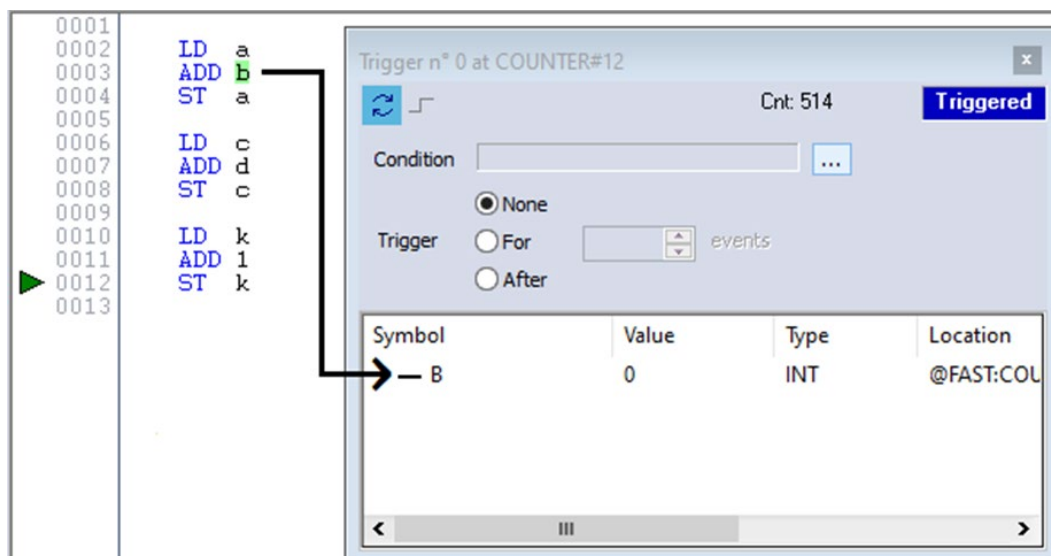 0001
0002 LD a
0003 ADD b
0004 ST a
0005
0006 LD c
0007 ADD d
0008 ST c
0009
0010 LD k
0011 ADD 1
0012 ST k
0013
Trigger n° 0 at COUNTER#12 x
Cnt: 514 Triggered
Condition ...
None
Trigger For events
After
Symbol Value Type Location
B 0 INT @FAST:COU